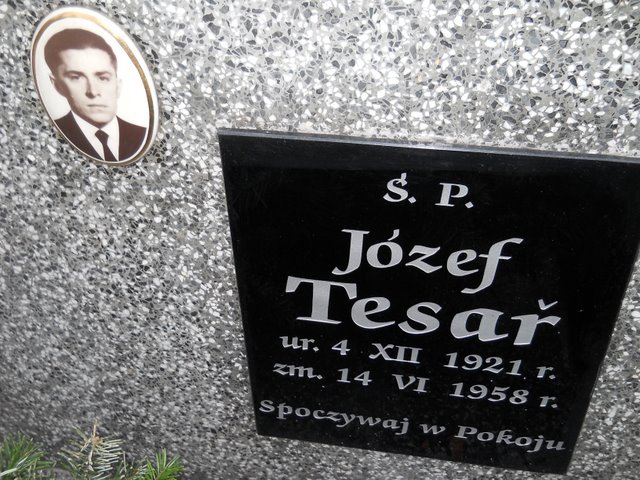 Ś. P.
Józef
Tesař
ur. 4 XII 1921 r.
zm. 14 VI 1958 r.
Spoczywaj w Pokoju